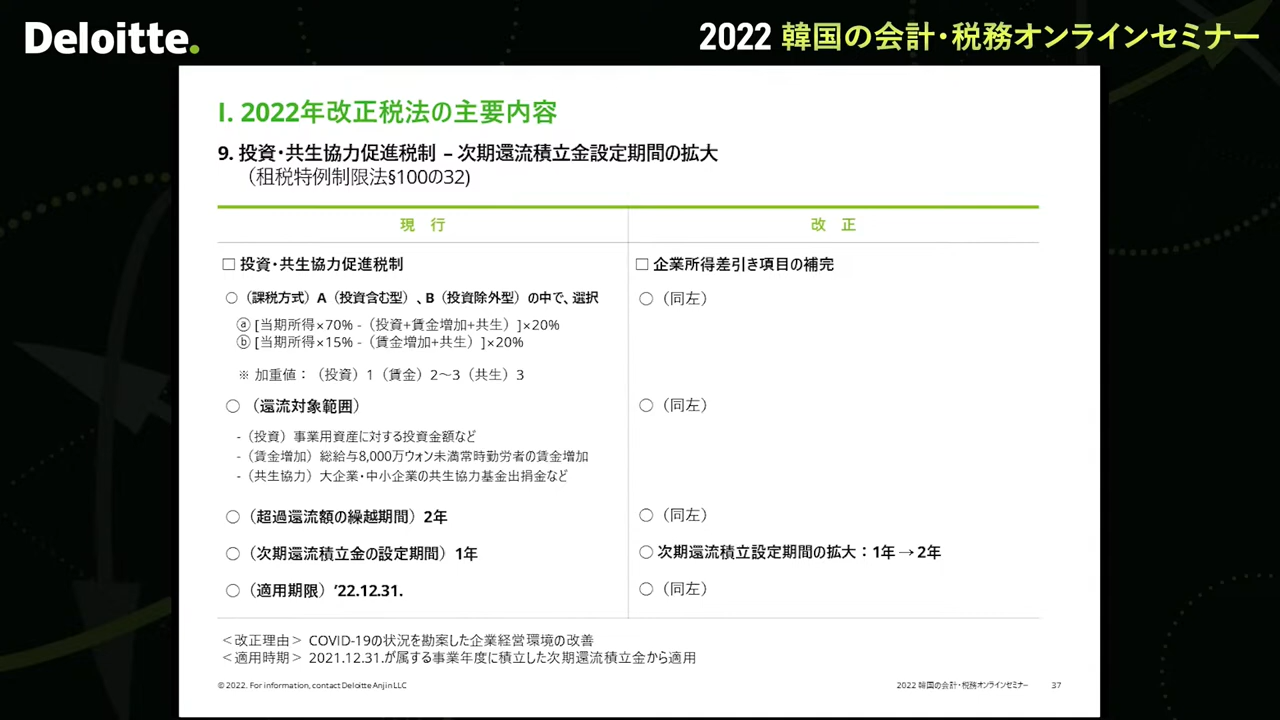 Deloitte.
2022 韓国の会計・税務オンラインセミナー
I. 2022年改正税法の主要内容
9. 投資・共生協力促進税制 – 次期還流積立金設定期間の拡大
（租税特例制限法§100の32)
現 行
改 正
□ 投資・共生協力促進税制
□ 企業所得差引き項目の補完
○（課税方式）A（投資含む型）、B（投資除外型）の中で、選択
○（同左）
ⓐ [当期所得×70% -（投資+賃金増加+共生）]×20%
ⓑ [当期所得×15% -（賃金増加+共生）]×20%
※ 加重値：（投資）1（賃金）2～3（共生）3
○ （還流対象範囲）
○（同左）
-（投資）事業用資産に対する投資金額など
-（賃金増加）総給与8,000万ウォン未満常時勤労者の賃金増加
-（共生協力）大企業・中小企業の共生協力基金出捐金など
○（超過還流額の繰越期間）2年
○（同左）
○（次期還流積立金の設定期間）1年
○ 次期還流積立設定期間の拡大：1年→2年
○（適用期限）’22.12.31.
○（同左）
＜改正理由＞ COVID-19の状況を勘案した企業経営環境の改善
＜適用時期＞ 2021.12.31.が属する事業年度に積立した次期還流積立金から適用
© 2022. For information, contact Deloitte Anjin LLC
2022 韓国の会計・税務オンラインセミナー
37